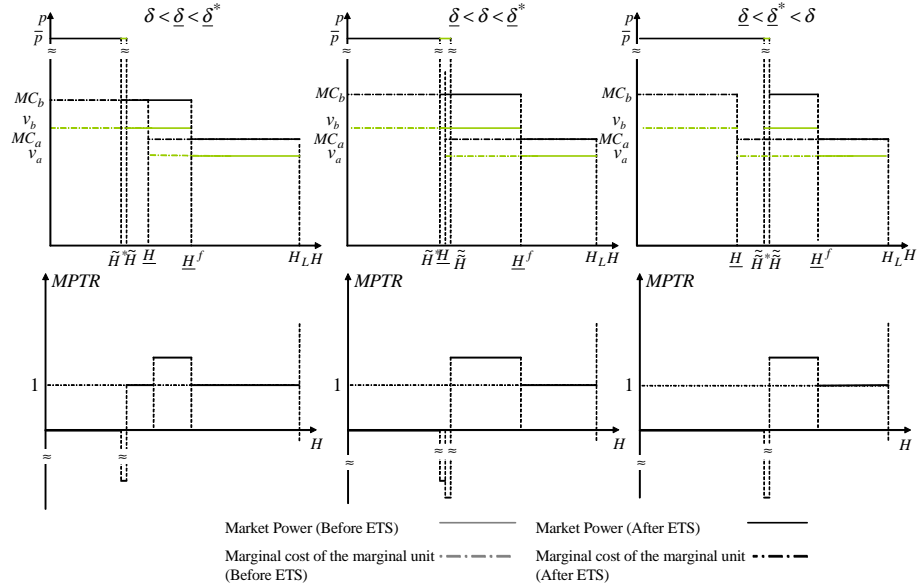 p δ < δ̲ < δ̲* p δ̲ < δ < δ̲* p δ̲ < δ̲* < δ
p̄ p̄ p̄
≈ ≈ ≈ ≈ ≈ ≈
MC_b MC_b MC_b
v_b v_b v_b
MC_a MC_a MC_a
v_a v_a v_a
H̃* H̃ H̲ H̲^f H_L H H̃* H̲ H̃ H̲^f H_L H H̲ H̃* H̃ H̲^f H_L H
MPTR MPTR MPTR
1 1 1
H H H
≈ ≈ ≈ ≈ ≈ ≈ ≈ ≈
Market Power (Before ETS) Market Power (After ETS)
Marginal cost of the marginal unit Marginal cost of the marginal unit
(Before ETS) (After ETS)